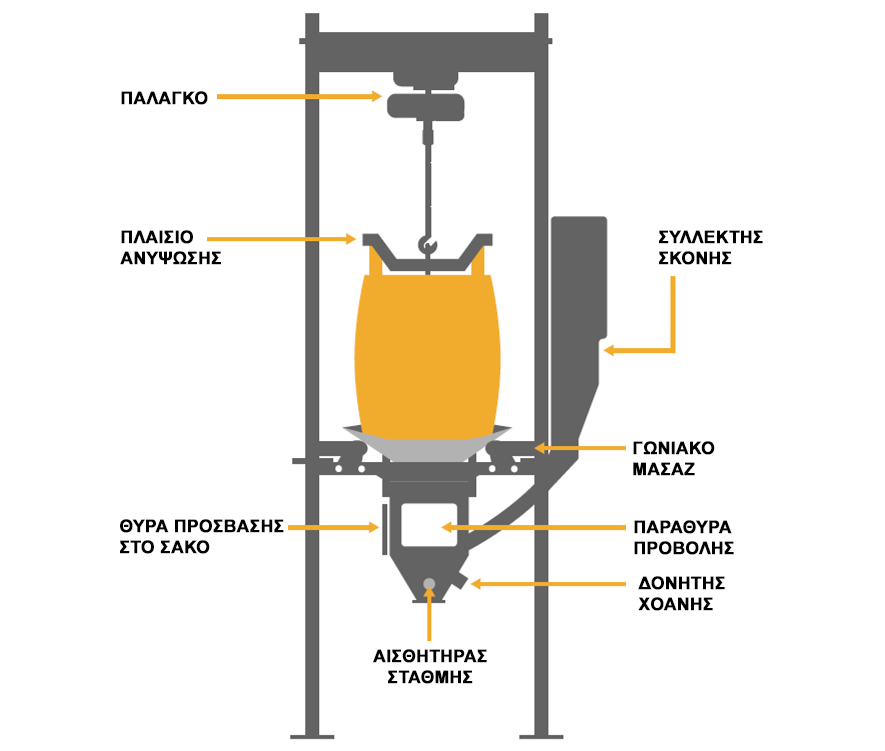 ΠΑΛΑΓΚΟ
ΠΛΑΙΣΙΟ
ΑΝΥΨΩΣΗΣ
ΣΥΛΛΕΚΤΗΣ
ΣΚΟΝΗΣ
ΓΩΝΙΑΚΟ
ΜΑΣΑΖ
ΘΥΡΑ ΠΡΟΣΒΑΣΗΣ
ΣΤΟ ΣΑΚΟ
ΠΑΡΑΘΥΡΑ
ΠΡΟΒΟΛΗΣ
ΔΟΝΗΤΗΣ
ΧΟΑΝΗΣ
ΑΙΣΘΗΤΗΡΑΣ
ΣΤΑΘΜΗΣ